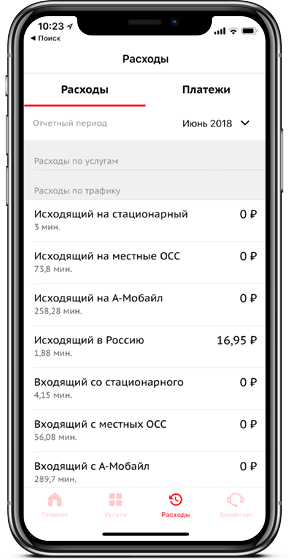 10:23
Поиск
Расходы
Расходы
Платежи
Отчетный период
Июнь 2018
Расходы по услугам
Расходы по трафику
Исходящий на стационарный
0 ₽
3 мин.
Исходящий на местные ОСС
0 ₽
73,8 мин.
Исходящий на А-Мобайл
0 ₽
258,28 мин.
Исходящий в Россию
16,95 ₽
1,88 мин.
Входящий со стационарного
0 ₽
4,15 мин.
Входящий с местных ОСС
0 ₽
56,08 мин.
Входящий с А-Мобайл
0 ₽
289,7 мин.
Главная
Услуги
Расходы